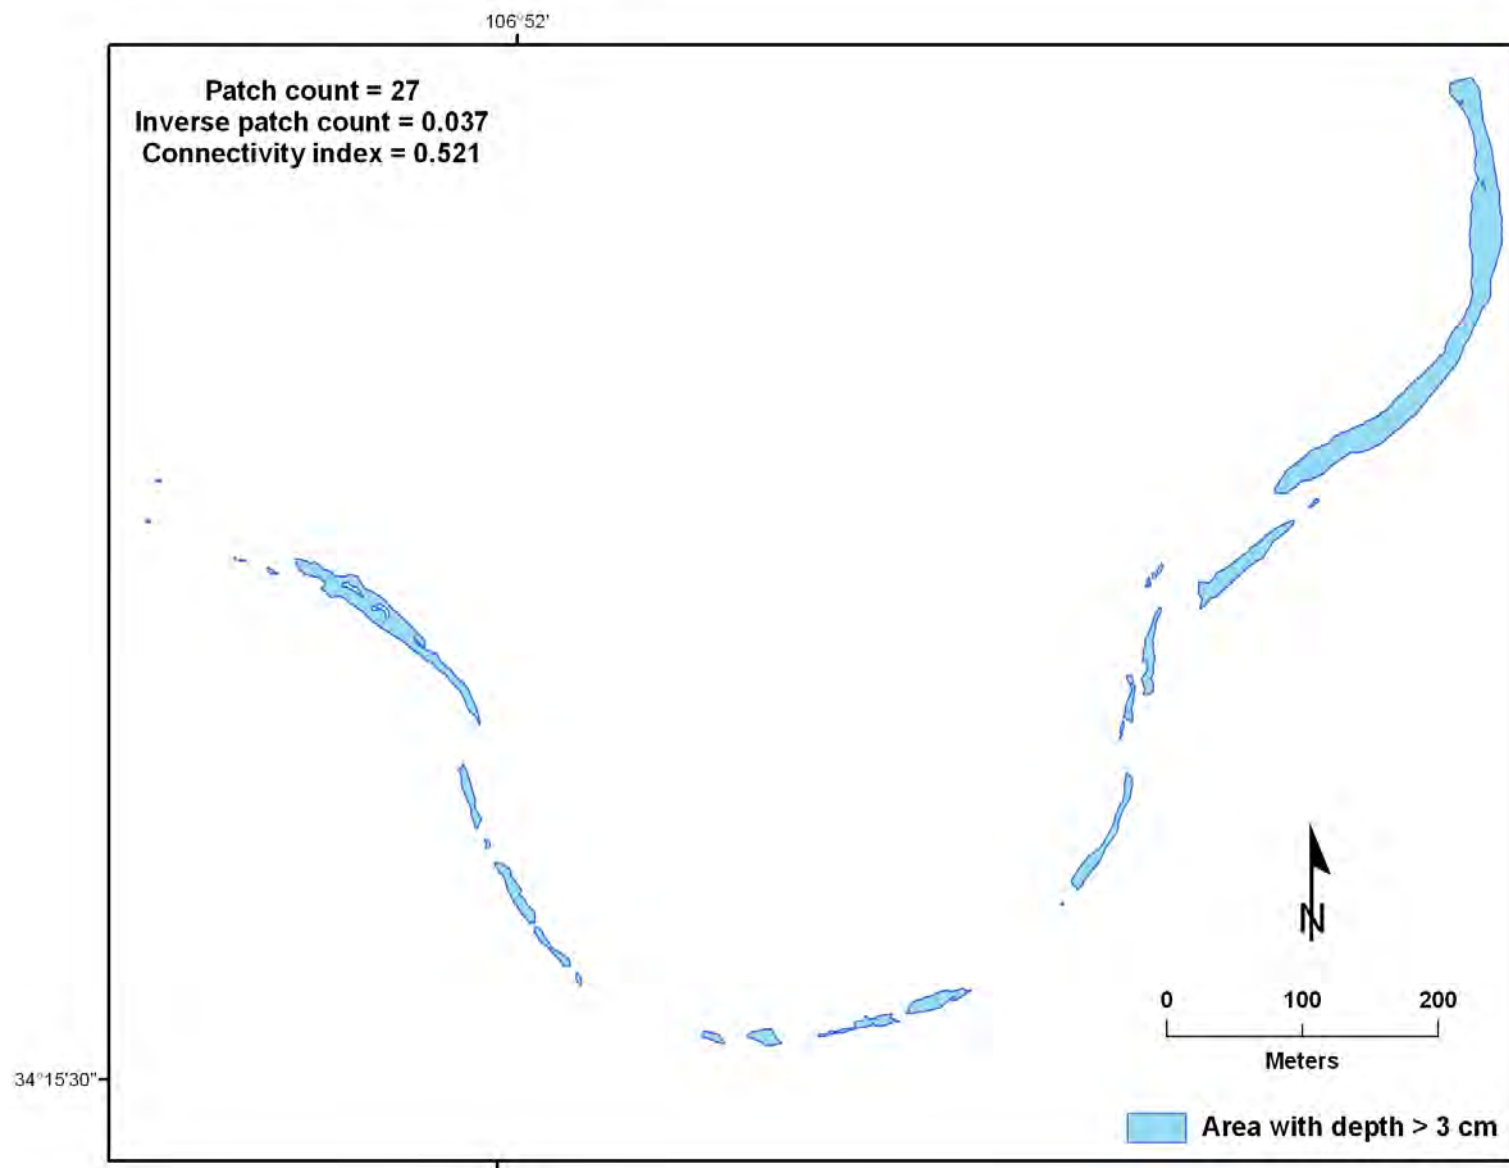 106°52'
Patch count = 27
Inverse patch count = 0.037
Connectivity index = 0.521
N
0 100 200
Meters
34°15'30"
Area with depth > 3 cm